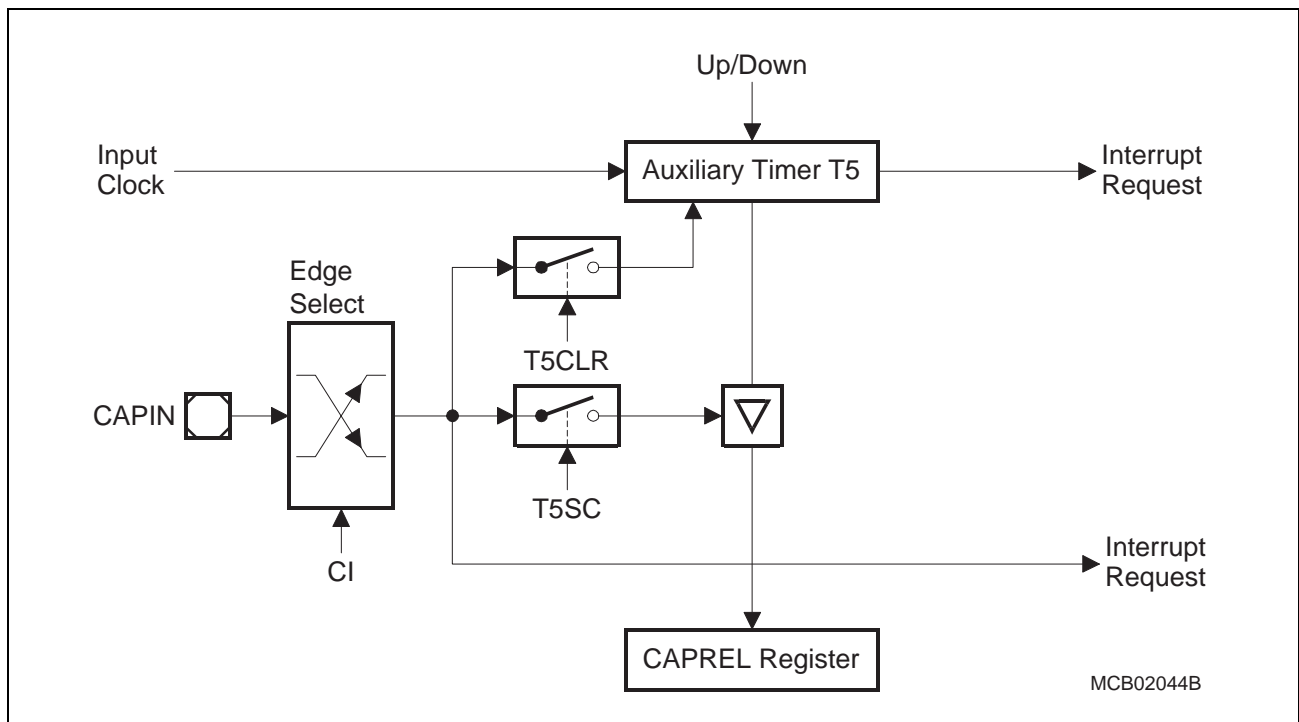 Up/Down
Input
Clock
Auxiliary Timer T5
Interrupt
Request
Edge
Select
T5CLR
CAPIN
T5SC
CI
Interrupt
Request
CAPREL Register
MCB02044B